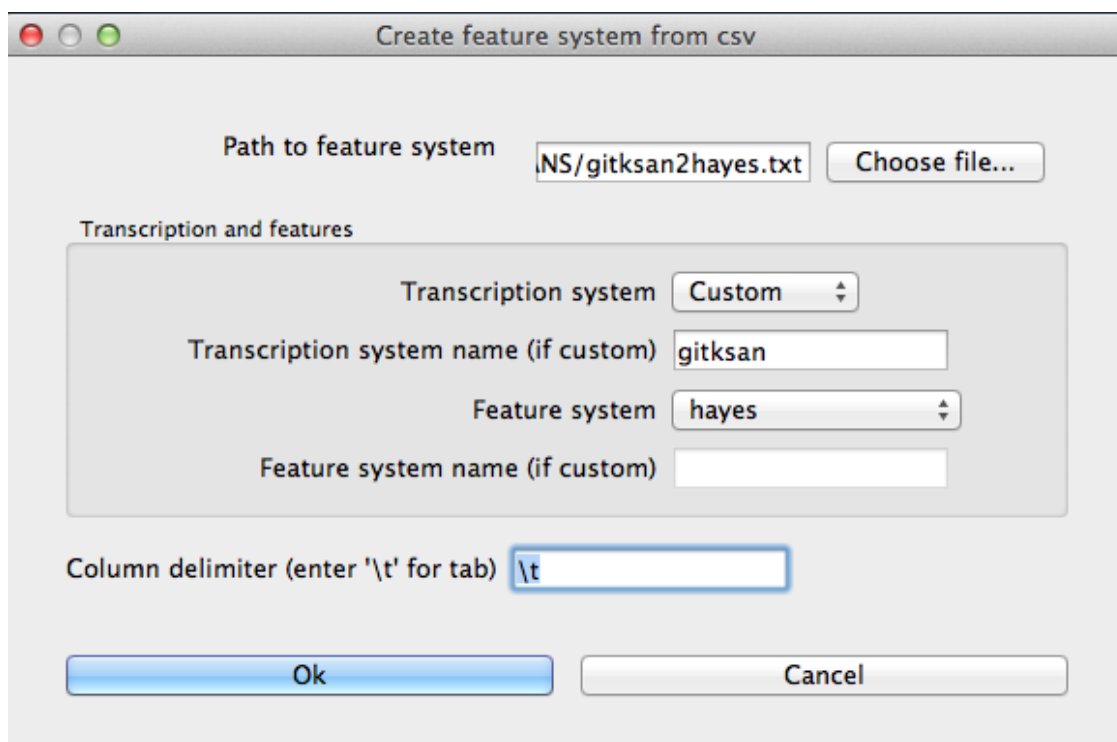 Create feature system from csv
Path to feature system .NS/gitksan2hayes.txt Choose file...
Transcription and features
Transcription system Custom
Transcription system name (if custom) gitksan
Feature system hayes
Feature system name (if custom)
Column delimiter (enter '\t' for tab) \t
Ok Cancel